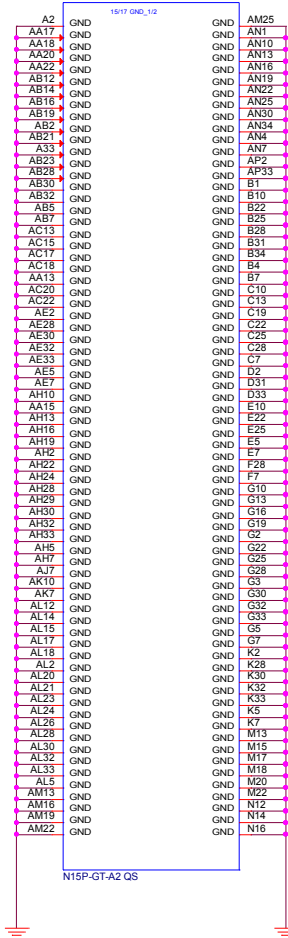 15/17 GND_1/2
A2 GND GND AM25
AA17 GND GND AN1
AA18 GND GND AN10
AA20 GND GND AN13
AA22 GND GND AN16
AB12 GND GND AN19
AB14 GND GND AN22
AB16 GND GND AN25
AB19 GND GND AN30
AB2 GND GND AN34
AB21 GND GND AN4
A33 GND GND AN7
AB23 GND GND AP2
AB28 GND GND AP33
AB30 GND GND B1
AB32 GND GND B10
AB5 GND GND B22
AB7 GND GND B25
AC13 GND GND B28
AC15 GND GND B31
AC17 GND GND B34
AC18 GND GND B4
AA13 GND GND B7
AC20 GND GND C10
AC22 GND GND C13
AE2 GND GND C19
AE28 GND GND C22
AE30 GND GND C25
AE32 GND GND C28
AE33 GND GND C7
AE5 GND GND D2
AE7 GND GND D31
AH10 GND GND D33
AA15 GND GND E10
AH13 GND GND E22
AH16 GND GND E25
AH19 GND GND E5
AH2 GND GND E7
AH22 GND GND F28
AH24 GND GND F7
AH28 GND GND G10
AH29 GND GND G13
AH30 GND GND G16
AH32 GND GND G19
AH33 GND GND G2
AH5 GND GND G22
AH7 GND GND G25
AJ7 GND GND G28
AK10 GND GND G3
AK7 GND GND G30
AL12 GND GND G32
AL14 GND GND G33
AL15 GND GND G5
AL17 GND GND G7
AL18 GND GND K2
AL2 GND GND K28
AL20 GND GND K30
AL21 GND GND K32
AL23 GND GND K33
AL24 GND GND K5
AL26 GND GND K7
AL28 GND GND M13
AL30 GND GND M15
AL32 GND GND M17
AL33 GND GND M18
AL5 GND GND M20
AM13 GND GND M22
AM16 GND GND N12
AM19 GND GND N14
AM22 GND GND N16
N15P-GT-A2 QS